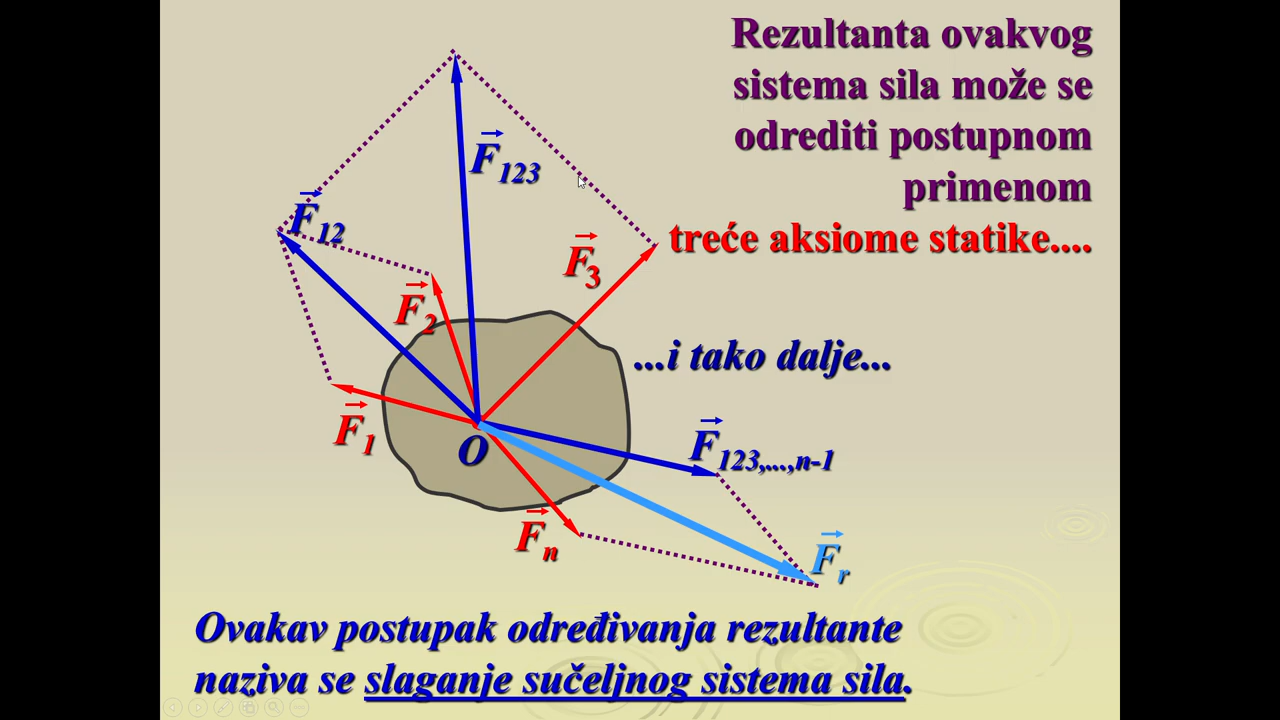 Rezultanta ovakvog
sistema sila može se
odrediti postupnom
primenom
treće aksiome statike....
F123
F12
F3
F2
...i tako dalje...
F1
O
F123,...,n-1
Fn
Fr
Ovakav postupak određivanja rezultante
naziva se slaganje sučeljnog sistema sila.